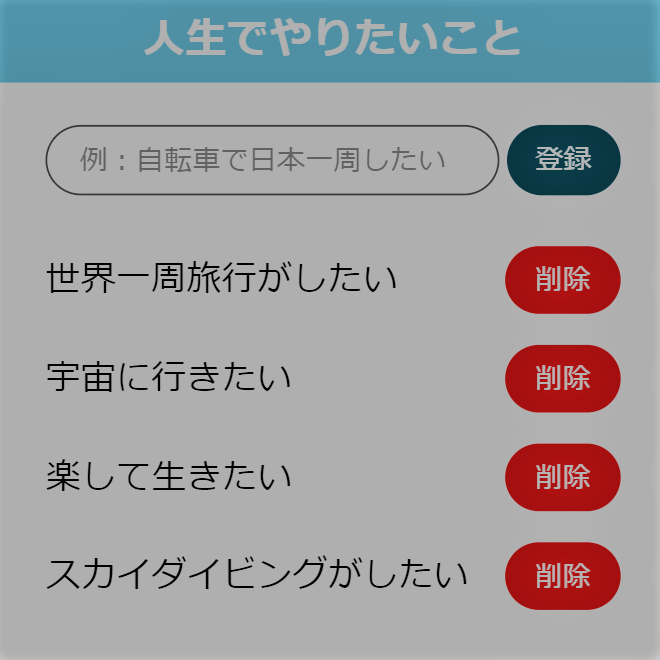 人生でやりたいこと
例：自転車で日本一周したい 登録
世界一周旅行がしたい 削除
宇宙に行きたい 削除
楽して生きたい 削除
スカイダイビングがしたい 削除